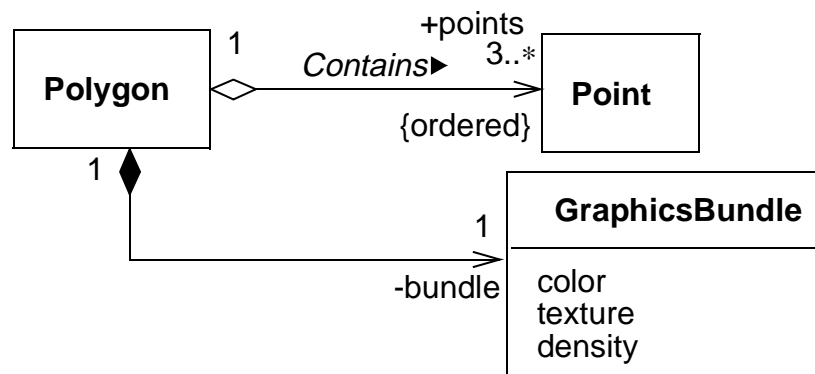 +points
1
3..*
Contains▶
Polygon
Point
{ordered}
1
GraphicsBundle
1
-bundle
color
texture
density